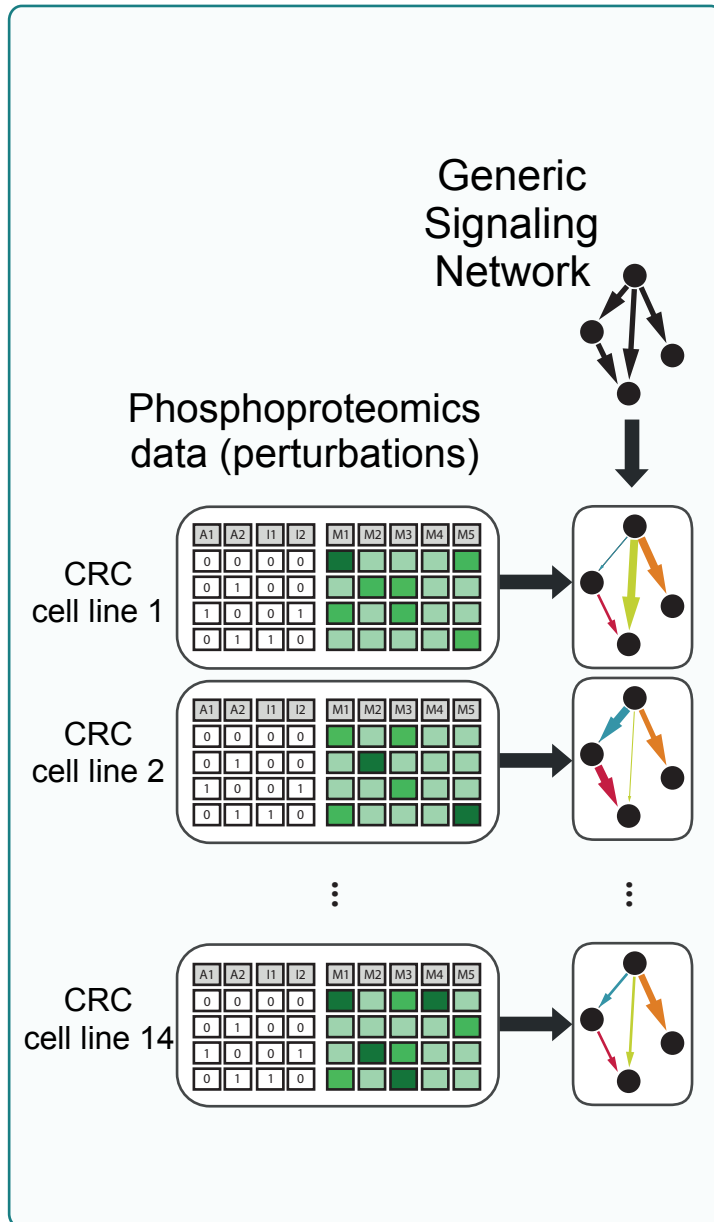 Generic
Signaling
Network
Phosphoproteomics
data (perturbations)
CRC
cell line 1
A1 A2 I1 I2 M1 M2 M3 M4 M5
0 0 0 0
0 1 0 0
1 0 0 1
0 1 1 0
CRC
cell line 2
A1 A2 I1 I2 M1 M2 M3 M4 M5
0 0 0 0
0 1 0 0
1 0 0 1
0 1 1 0
... ...
CRC
cell line 14
A1 A2 I1 I2 M1 M2 M3 M4 M5
0 0 0 0
0 1 0 0
1 0 0 1
0 1 1 0